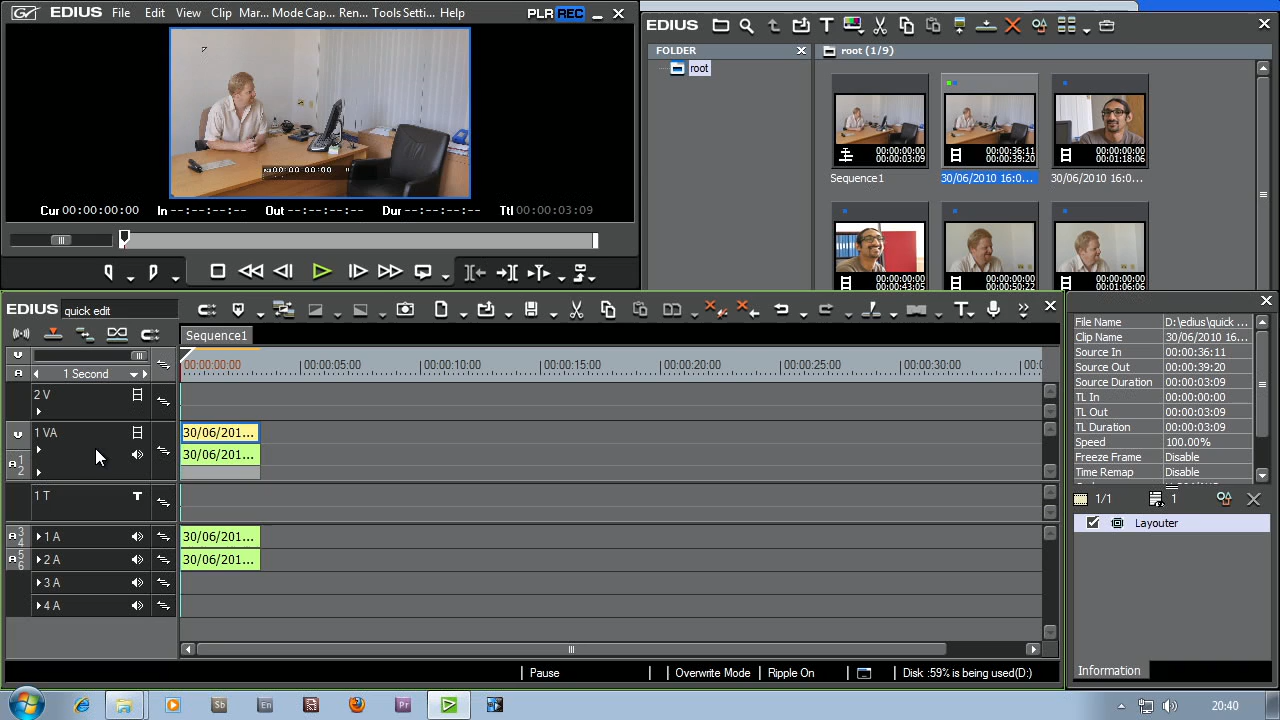 EDIUS File Edit View Clip Mar... Mode Cap... Ren... Tools Setti... Help PLR REC
Cur 00:00:00:00 In --:--:--:-- Out --:--:--:-- Dur --:--:--:-- Ttl 00:00:03:09
EDIUS
FOLDER
root
root (1/9)
00:00:00:00
00:00:03:09
Sequence1
00:00:36:11
00:00:39:20
30/06/2010 16:0...
00:00:00:00
00:01:18:06
30/06/2010 16:0...
00:00:00:00
00:00:43:05
00:00:00:00
00:00:00:00
00:01:06:06
EDIUS quick edit
Sequence1
1 Second
00:00:00:00 00:00:05:00 00:00:10:00 00:00:15:00 00:00:20:00 00:00:25:00 00:00:30:00 00:0
2 V
1 VA 30/06/201...
30/06/201...
1
2
1 T T
3
4
1 A 30/06/201...
5
6
2 A 30/06/201...
3 A
4 A
Pause Overwrite Mode Ripple On Disk :59% is being used(D:)
File Name D:\edius\quick ...
Clip Name 30/06/2010 16...
Source In 00:00:36:11
Source Out 00:00:39:20
Source Duration 00:00:03:09
TL In 00:00:00:00
TL Out 00:00:03:09
TL Duration 00:00:03:09
Speed 100.00%
Freeze Frame Disable
Time Remap Disable
1/1 1
Layouter
Information
Sb En Pr
20:40